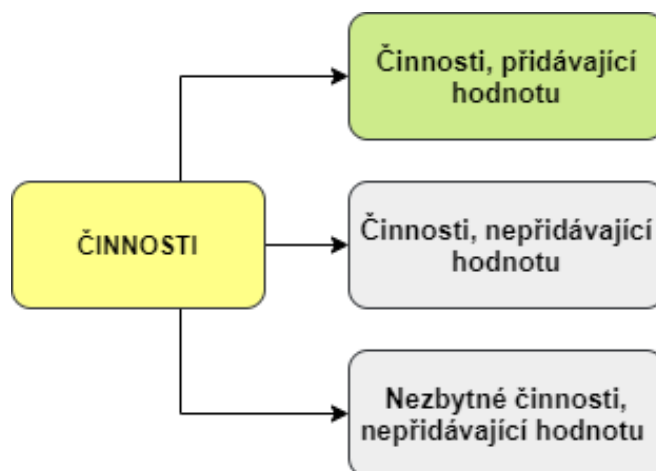 Činnosti, přidávající
hodnotu
ČINNOSTI
Činnosti, nepřidávající
hodnotu
Nezbytné činnosti,
nepřidávající hodnotu